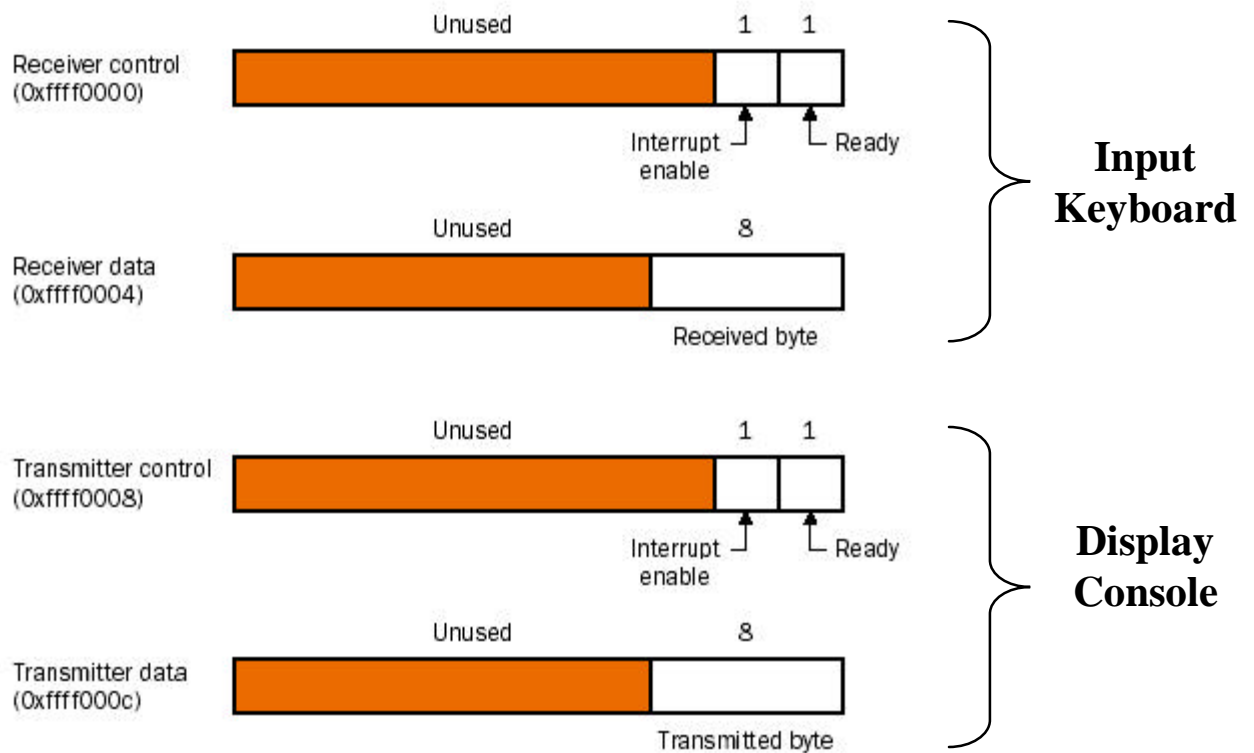 Unused 1 1
Receiver control
(0xffff0000)
Interrupt
enable
Ready
Input
Keyboard
Unused 8
Receiver data
(0xffff0004)
Received byte
Unused 1 1
Transmitter control
(0xffff0008)
Interrupt
enable
Ready
Display
Console
Unused 8
Transmitter data
(0xffff000c)
Transmitted byte